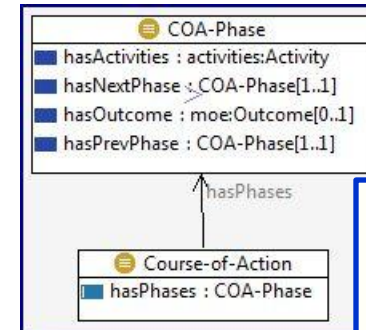 COA-Phase
hasActivities : activities:Activity
hasNextPhase : COA-Phase[1..1]
hasOutcome : moe:Outcome[0..1]
hasPrevPhase : COA-Phase[1..1]
hasPhases
Course-of-Action
hasPhases : COA-Phase